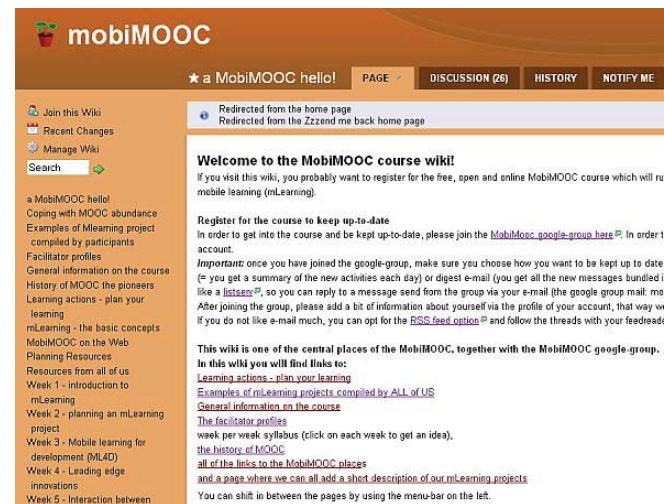 mobiMOOC
★ a MobiMOOC hello!
PAGE
DISCUSSION (26)
HISTORY
NOTIFY ME
Join this Wiki
Recent Changes
Manage Wiki
Search
a MobiMOOC hello!
Coping with MOOC abundance
Examples of Mlearning project
compiled by participants
Facilitator profiles
General information on the course
History of MOOC the pioneers
Learning actions - plan your
learning
mLearning - the basic concepts
MobiMOOC on the Web
Planning Resources
Resources from all of us
Week 1 - introduction to
mLearning
Week 2 - planning an mLearning
project
Week 3 - Mobile learning for
development (ML4D)
Week 4 - Leading edge
innovations
Week 5 - Interaction between
Redirected from the home page
Redirected from the Zzzend me back home page
Welcome to the MobiMOOC course wiki!
If you visit this wiki, you probably want to register for the free, open and online MobiMOOC course which will ru
mobile learning (mLearning).
Register for the course to keep up-to-date
In order to get into the course and be kept up-to-date, please join the MobiMooc google-group here. In order t
account.
Important: once you have joined the google-group, make sure you choose how you want to be kept up to date
(= you get a summary of the new activities each day) or digest e-mail (you get all the new messages bundled i
like a listserv, so you can reply to a message send from the group via your e-mail (the google group mail: mo
After joining the group, please add a bit of information about yourself via the profile of your account, that way we
If you do not like e-mail much, you can opt for the RSS feed option and follow the threads with your feedreade
This wiki is one of the central places of the MobiMOOC, together with the MobiMOOC google-group.
In this wiki you will find links to:
Learning actions - plan your learning
Examples of mLearning projects compiled by ALL of US
General information on the course
The facilitator profiles
week per week syllabus (click on each week to get an idea),
the history of MOOC
all of the links to the MobiMOOC places
and a page where we can all add a short description of our mLearning projects
You can shift in between the pages by using the menu-bar on the left.